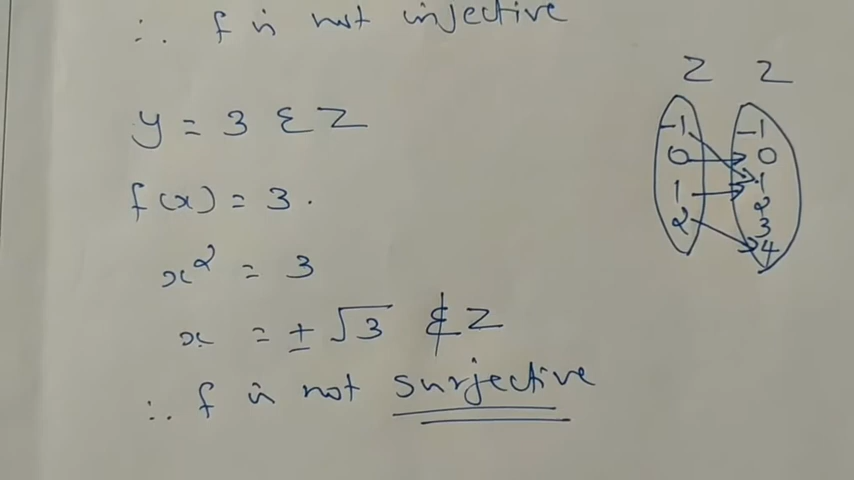 ∴ f is not injective
y = 3 ∈ Z
f(x) = 3.
x² = 3
x = ± √3 ∉ Z
∴ f is not surjective
Z Z
-1 -1
0 0
1 1
2 2
3
4